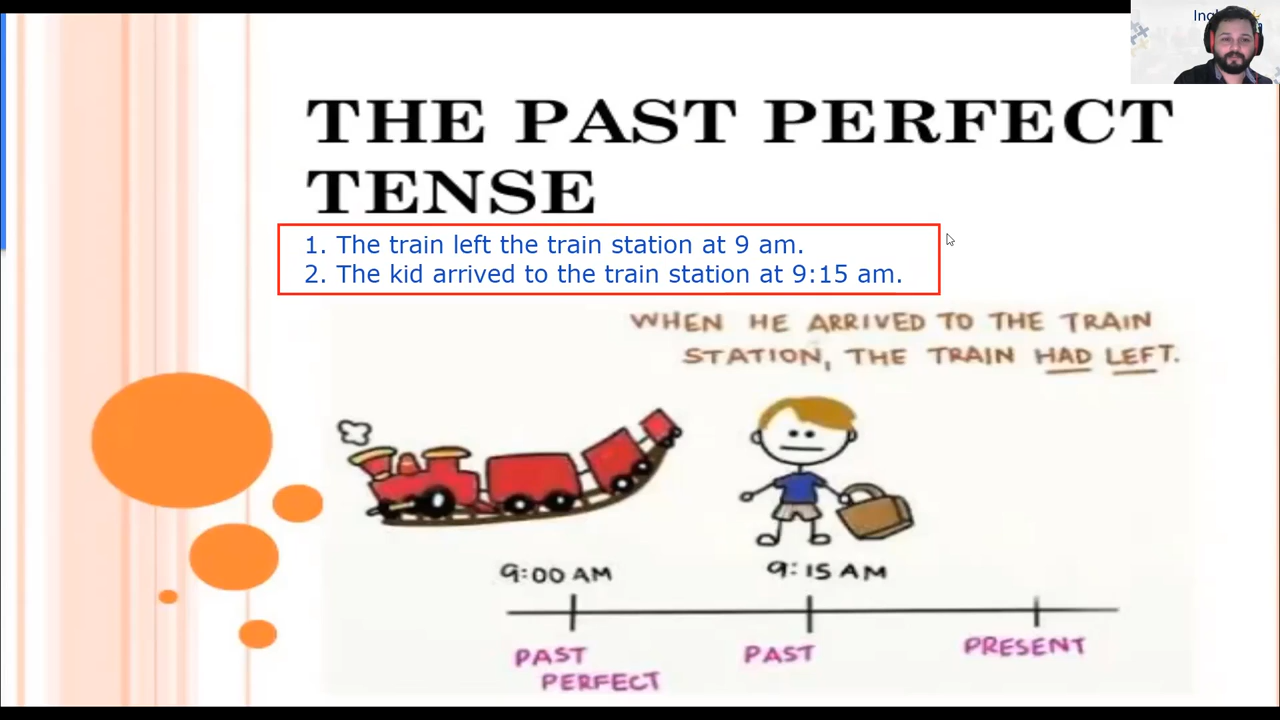 THE PAST PERFECT
TENSE
1. The train left the train station at 9 am.
2. The kid arrived to the train station at 9:15 am.
WHEN HE ARRIVED TO THE TRAIN
STATION, THE TRAIN HAD LEFT.
9:00 AM
9:15 AM
PAST
PERFECT
PAST
PRESENT